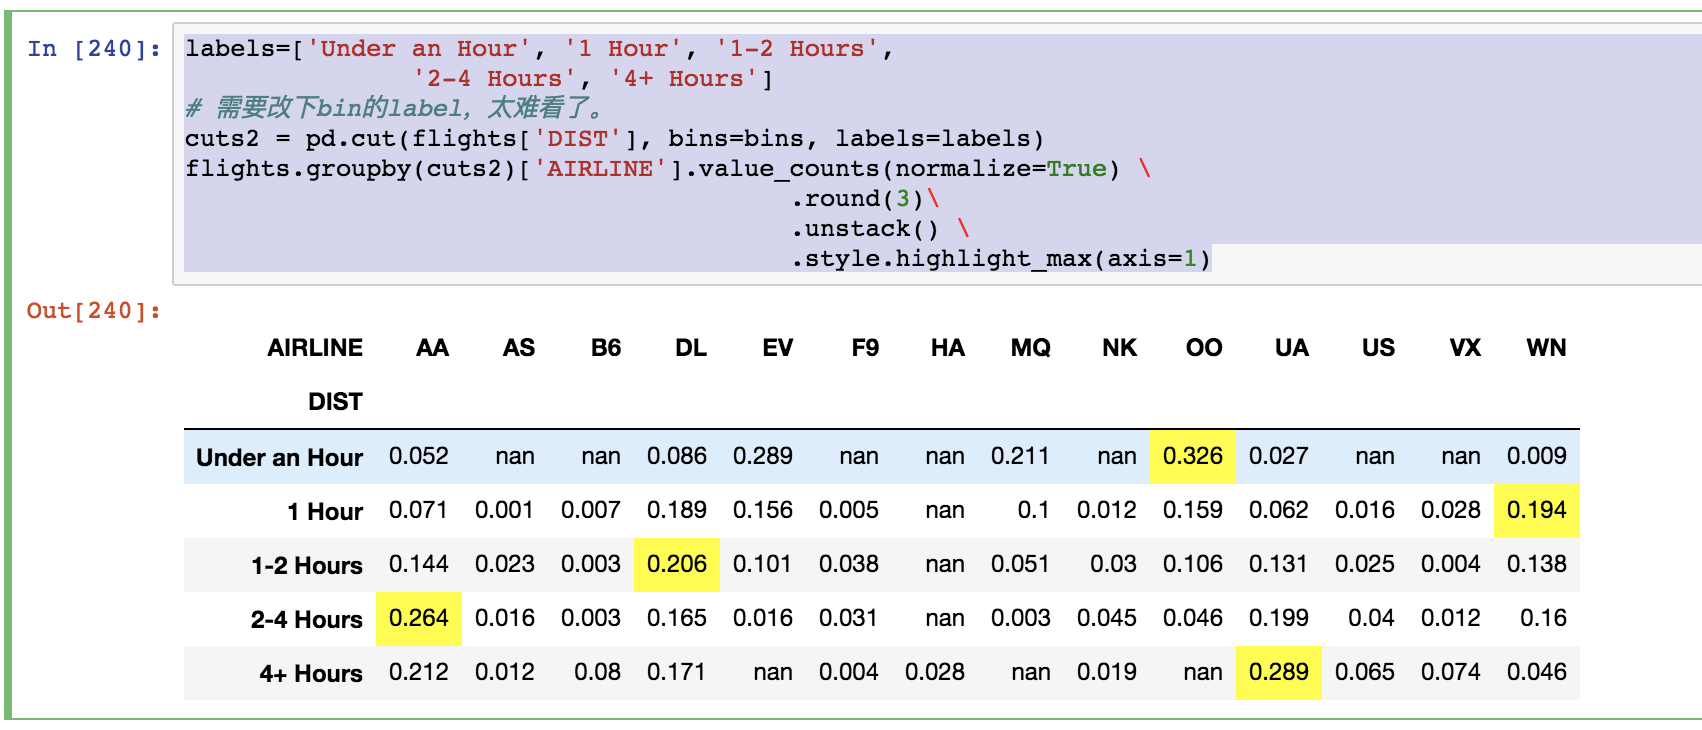 In [240]: labels=['Under an Hour', '1 Hour', '1-2 Hours',
'2-4 Hours', '4+ Hours']
# 需要改下bin的label，太难看了。
cuts2 = pd.cut(flights['DIST'], bins=bins, labels=labels)
flights.groupby(cuts2)['AIRLINE'].value_counts(normalize=True) \
.round(3)\
.unstack() \
.style.highlight_max(axis=1)
Out[240]:
AIRLINE AA AS B6 DL EV F9 HA MQ NK OO UA US VX WN
DIST
Under an Hour 0.052 nan nan 0.086 0.289 nan nan 0.211 nan 0.326 0.027 nan nan 0.009
1 Hour 0.071 0.001 0.007 0.189 0.156 0.005 nan 0.1 0.012 0.159 0.062 0.016 0.028 0.194
1-2 Hours 0.144 0.023 0.003 0.206 0.101 0.038 nan 0.051 0.03 0.106 0.131 0.025 0.004 0.138
2-4 Hours 0.264 0.016 0.003 0.165 0.016 0.031 nan 0.003 0.045 0.046 0.199 0.04 0.012 0.16
4+ Hours 0.212 0.012 0.08 0.171 nan 0.004 0.028 nan 0.019 nan 0.289 0.065 0.074 0.046